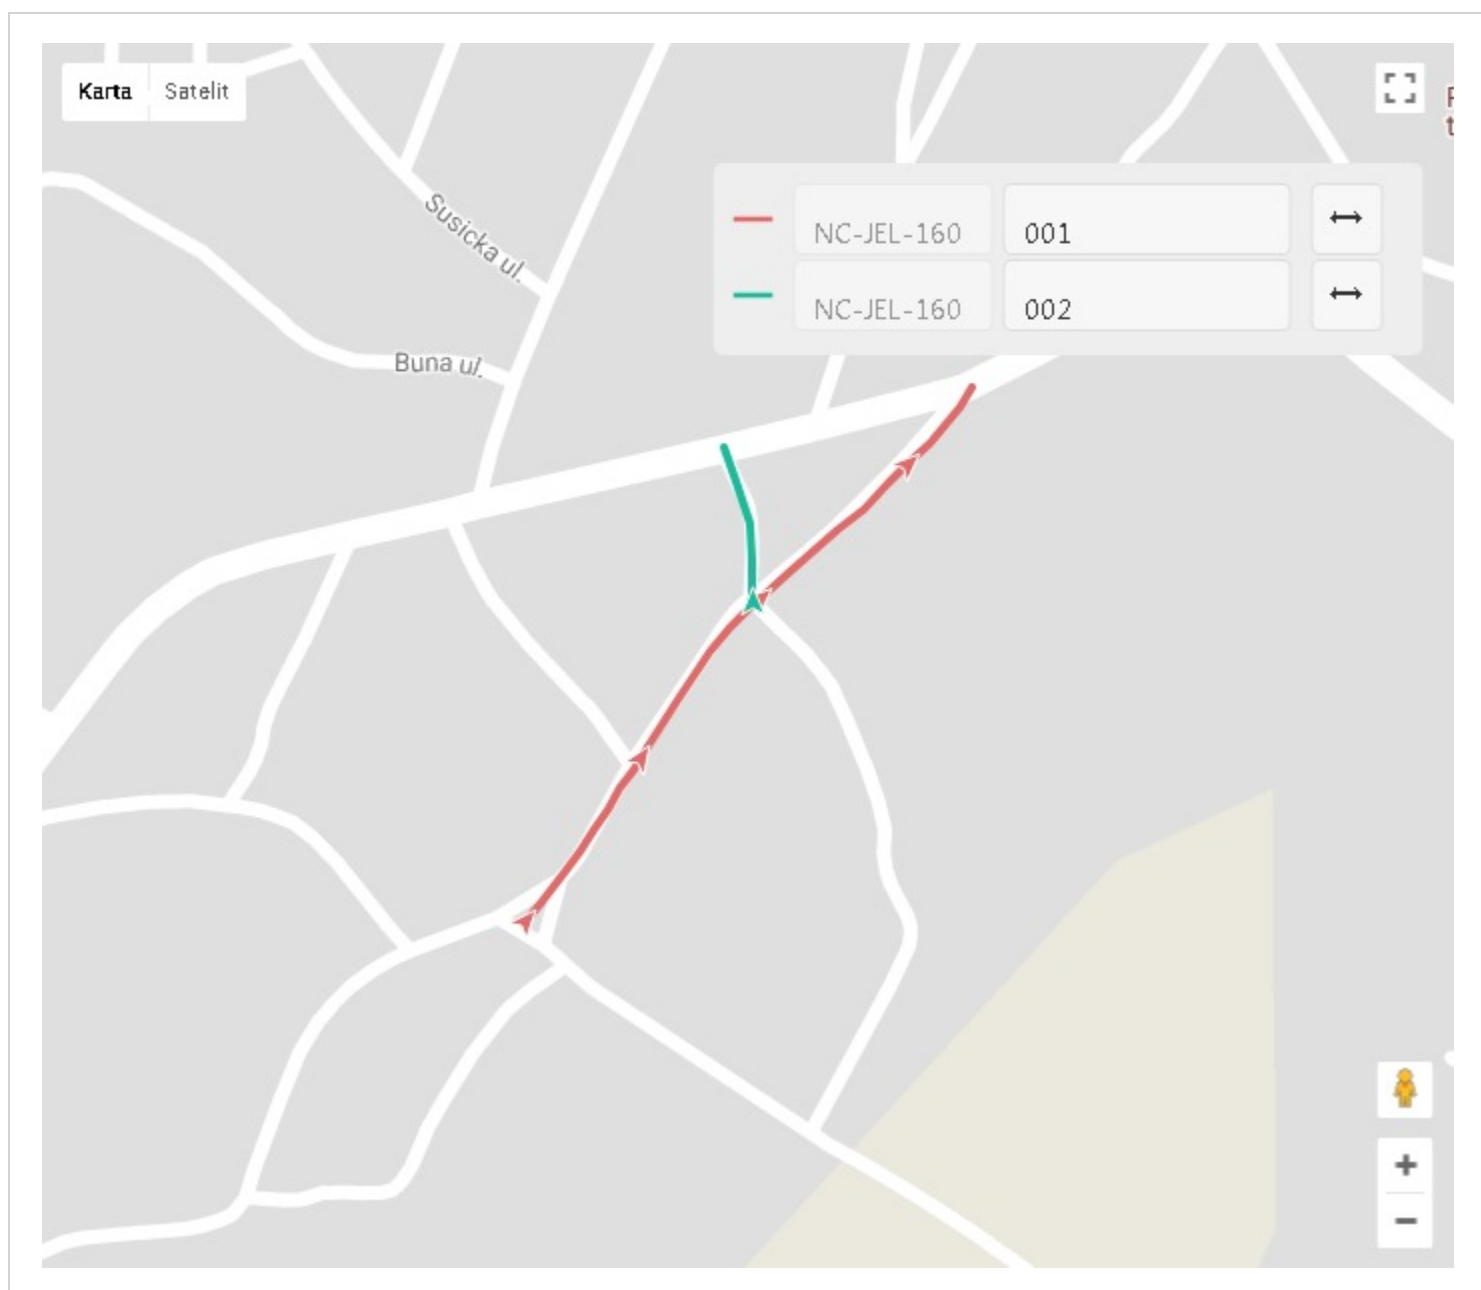 Karta Satelit
Susicka ul.
NC-JEL-160 001
NC-JEL-160 002
Buna ul.